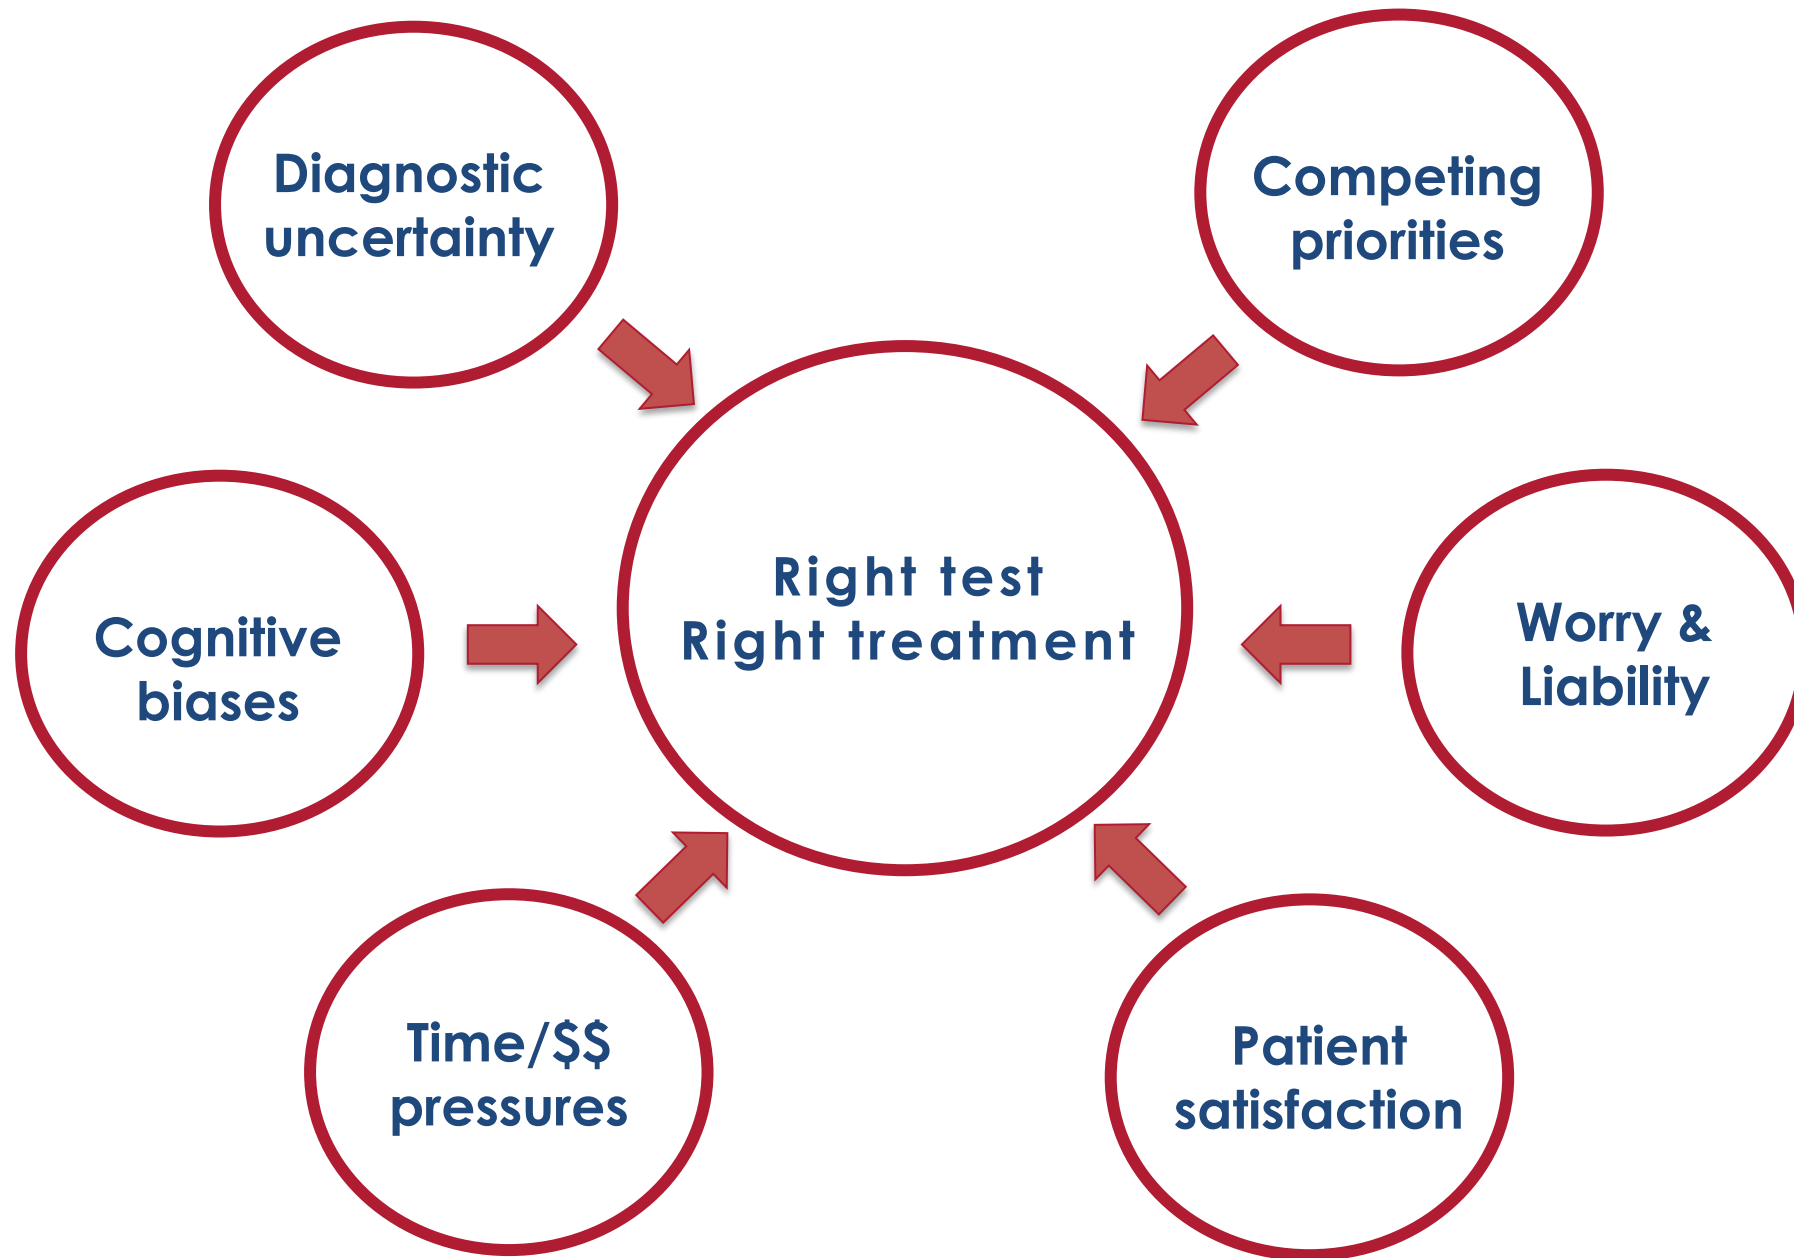 Diagnostic
uncertainty
Competing
priorities
Cognitive
biases
Right test
Right treatment
Worry &
Liability
Time/$$
pressures
Patient
satisfaction